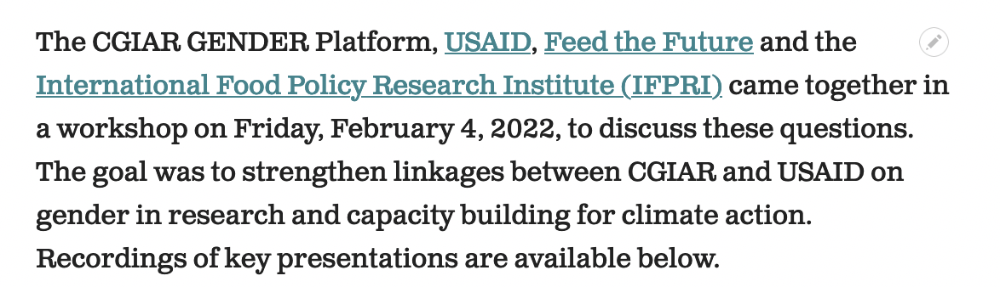 The CGIAR GENDER Platform, USAID, Feed the Future and the
International Food Policy Research Institute (IFPRI) came together in
a workshop on Friday, February 4, 2022, to discuss these questions.
The goal was to strengthen linkages between CGIAR and USAID on
gender in research and capacity building for climate action.
Recordings of key presentations are available below.